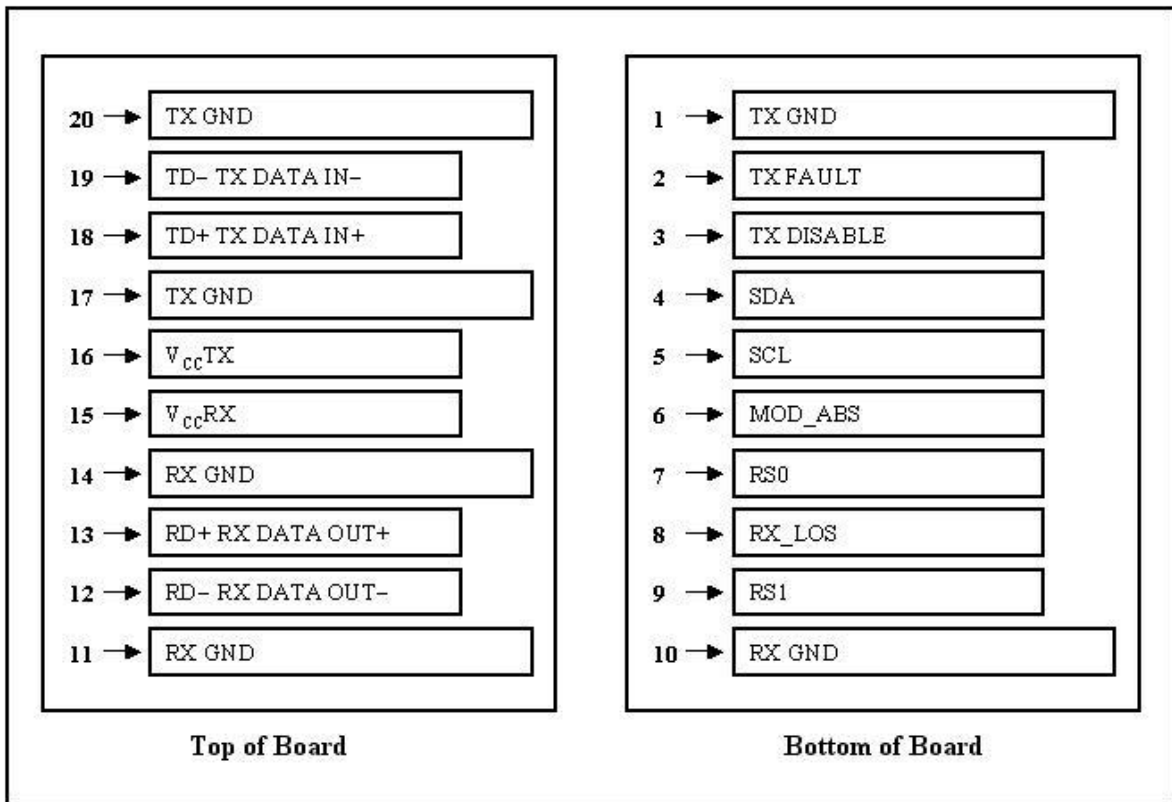 20 TX GND
19 TD− TX DATA IN−
18 TD+ TX DATA IN+
17 TX GND
16 VCCTX
15 VCCRX
14 RX GND
13 RD+ RX DATA OUT+
12 RD− RX DATA OUT−
11 RX GND
Top of Board
1 TX GND
2 TX FAULT
3 TX DISABLE
4 SDA
5 SCL
6 MOD_ABS
7 RS0
8 RX_LOS
9 RS1
10 RX GND
Bottom of Board